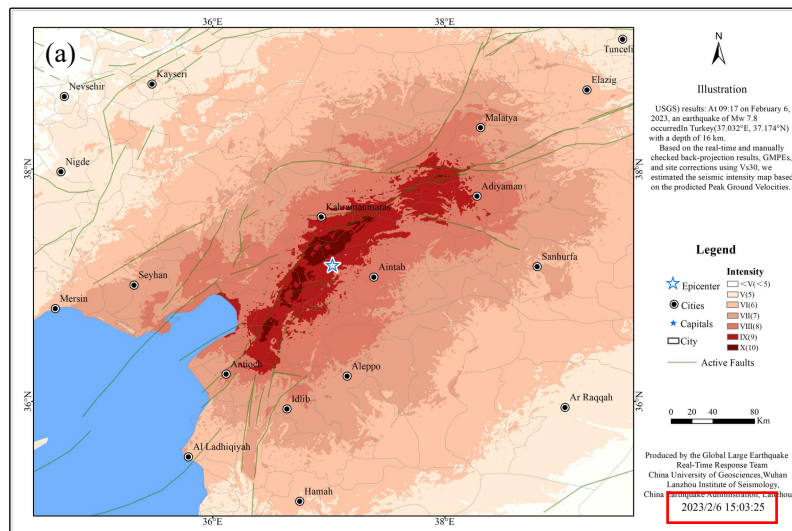 (a)
36°E
38°E
Tunceli
Nevsehir
Kayseri
Elazig
Malatya
38°N
38°N
Nigde
Adiyaman
Kahramanmaras
Seyhan
Aintab
Sanhurfa
Mersin
Antioch
Aleppo
Idlib
Ar Raqqah
36°N
36°N
Al Ladhiqiyah
Hamah
36°E
38°E
N
Illustration
USGS) results: At 09:17 on February 6,
2023, an earthquake of Mw 7.8
occurredIn Turkey(37.032°E, 37.174°N)
with a depth of 16 km.
Based on the real-time and manually
checked back-projection results, GMPEs,
and site corrections using Vs30, we
estimated the seismic intensity map based
on the prodicted Peak Ground Velocities.
Legend
Epicenter
Cities
Capitals
City
Active Faults
Intensity
<V(<5)
V(5)
VI(6)
VII(7)
VIII(8)
IX(9)
X(10)
0 20 40 80
Km
Produced by the Global Large Earthquake
Real-Time Response Team
China University of Geosciences,Wuhan
Lanzhou Institute of Seismology,
China Earthquake Administration, Lanzhou
2023/2/6 15:03:25